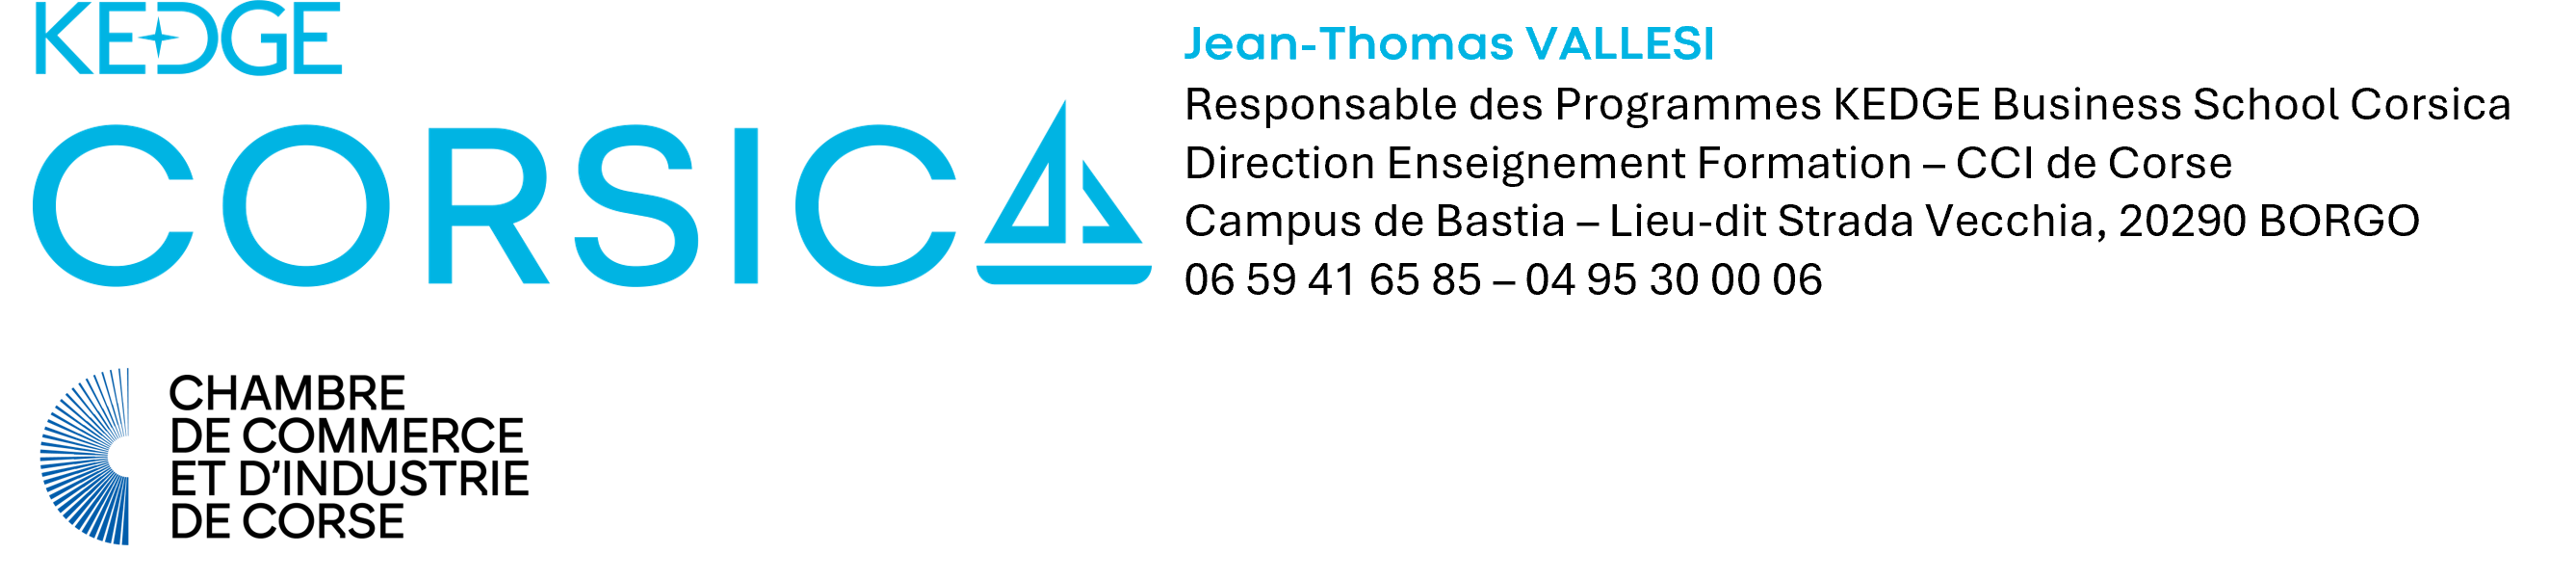 KEDGE
CORSICA
Jean-Thomas VALLESI
Responsable des Programmes KEDGE Business School Corsica
Direction Enseignement Formation – CCI de Corse
Campus de Bastia – Lieu-dit Strada Vecchia, 20290 BORGO
06 59 41 65 85 – 04 95 30 00 06
CHAMBRE
DE COMMERCE
ET D'INDUSTRIE
DE CORSE